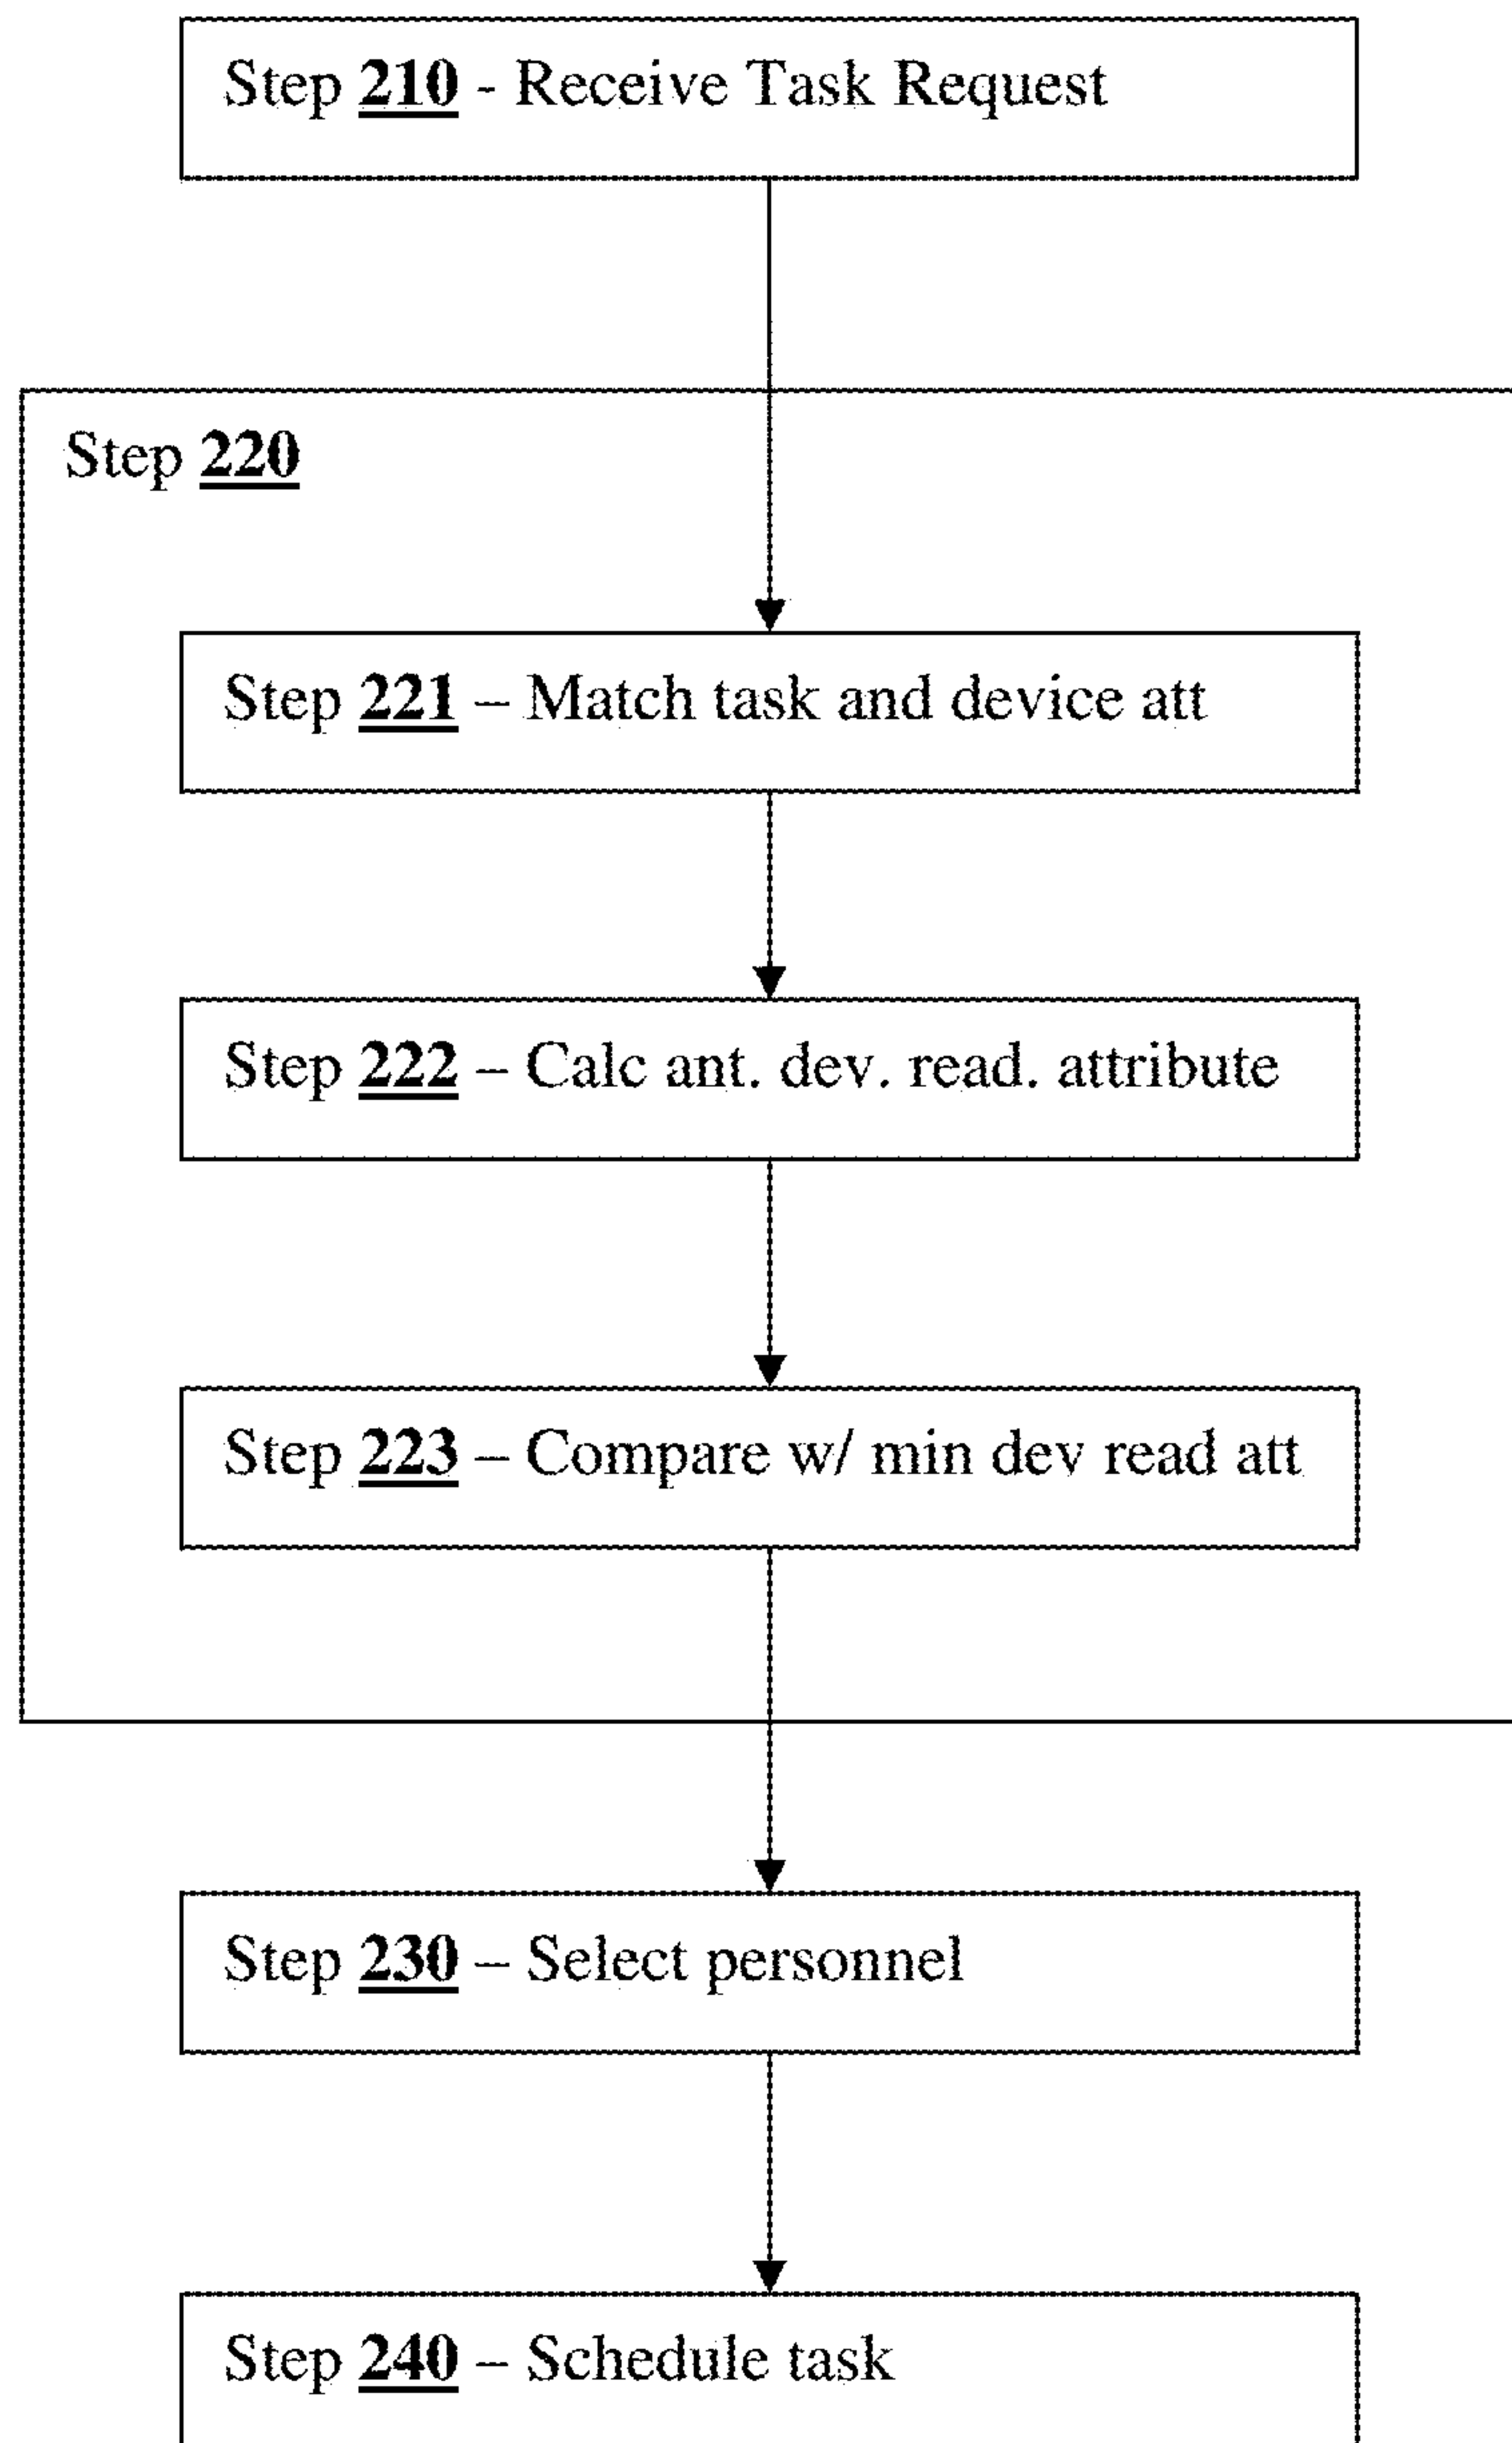 Step 210 - Receive Task Request
Step 220
Step 221 – Match task and device att
Step 222 – Calc ant. dev. read. attribute
Step 223 – Compare w/ min dev read att
Step 230 – Select personnel
Step 240 – Schedule task